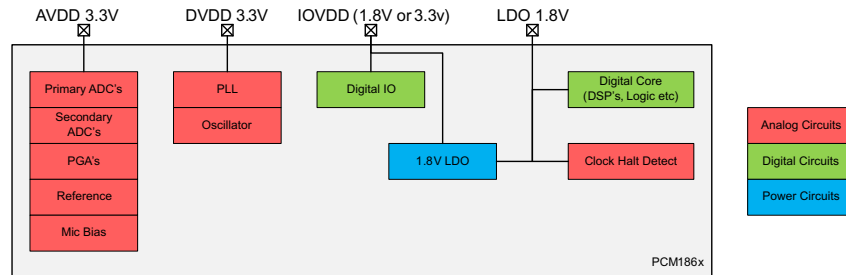 AVDD 3.3V
DVDD 3.3V
IOVDD (1.8V or 3.3v)
LDO 1.8V
Primary ADC's
Secondary
ADC's
PGA's
Reference
Mic Bias
PLL
Oscillator
Digital IO
1.8V LDO
Digital Core
(DSP's, Logic etc)
Clock Halt Detect
Analog Circuits
Digital Circuits
Power Circuits
PCM186x